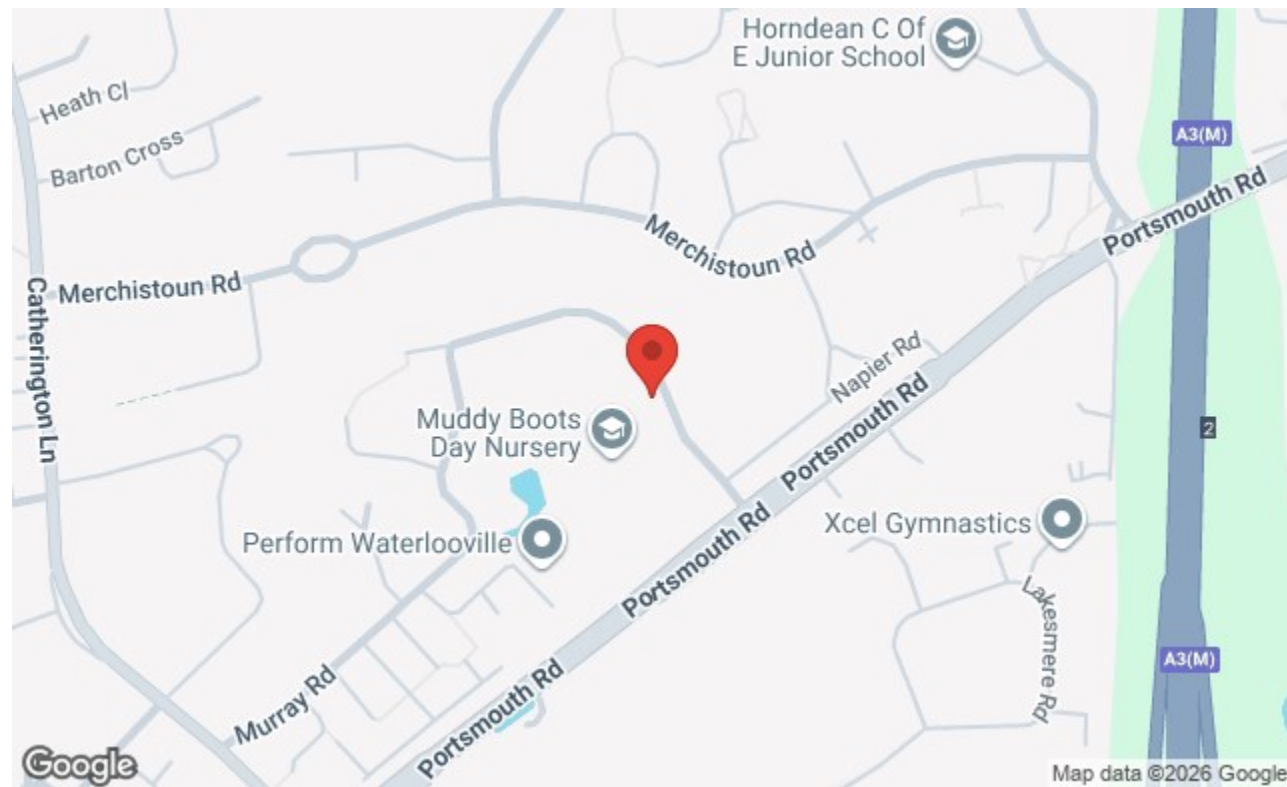 Horndean C Of
E Junior School
Heath Cl
A3(M)
Barton Cross
Portsmouth Rd
Merchistoun Rd
Merchistoun Rd
Catherington Ln
Napier Rd
Portsmouth Rd
Muddy Boots
Day Nursery
2
Portsmouth Rd
Xcel Gymnastics
Perform Waterlooville
Lakesmere Rd
A3(M)
Murray Rd
Portsmouth Rd
Google
Map data ©2026 Google